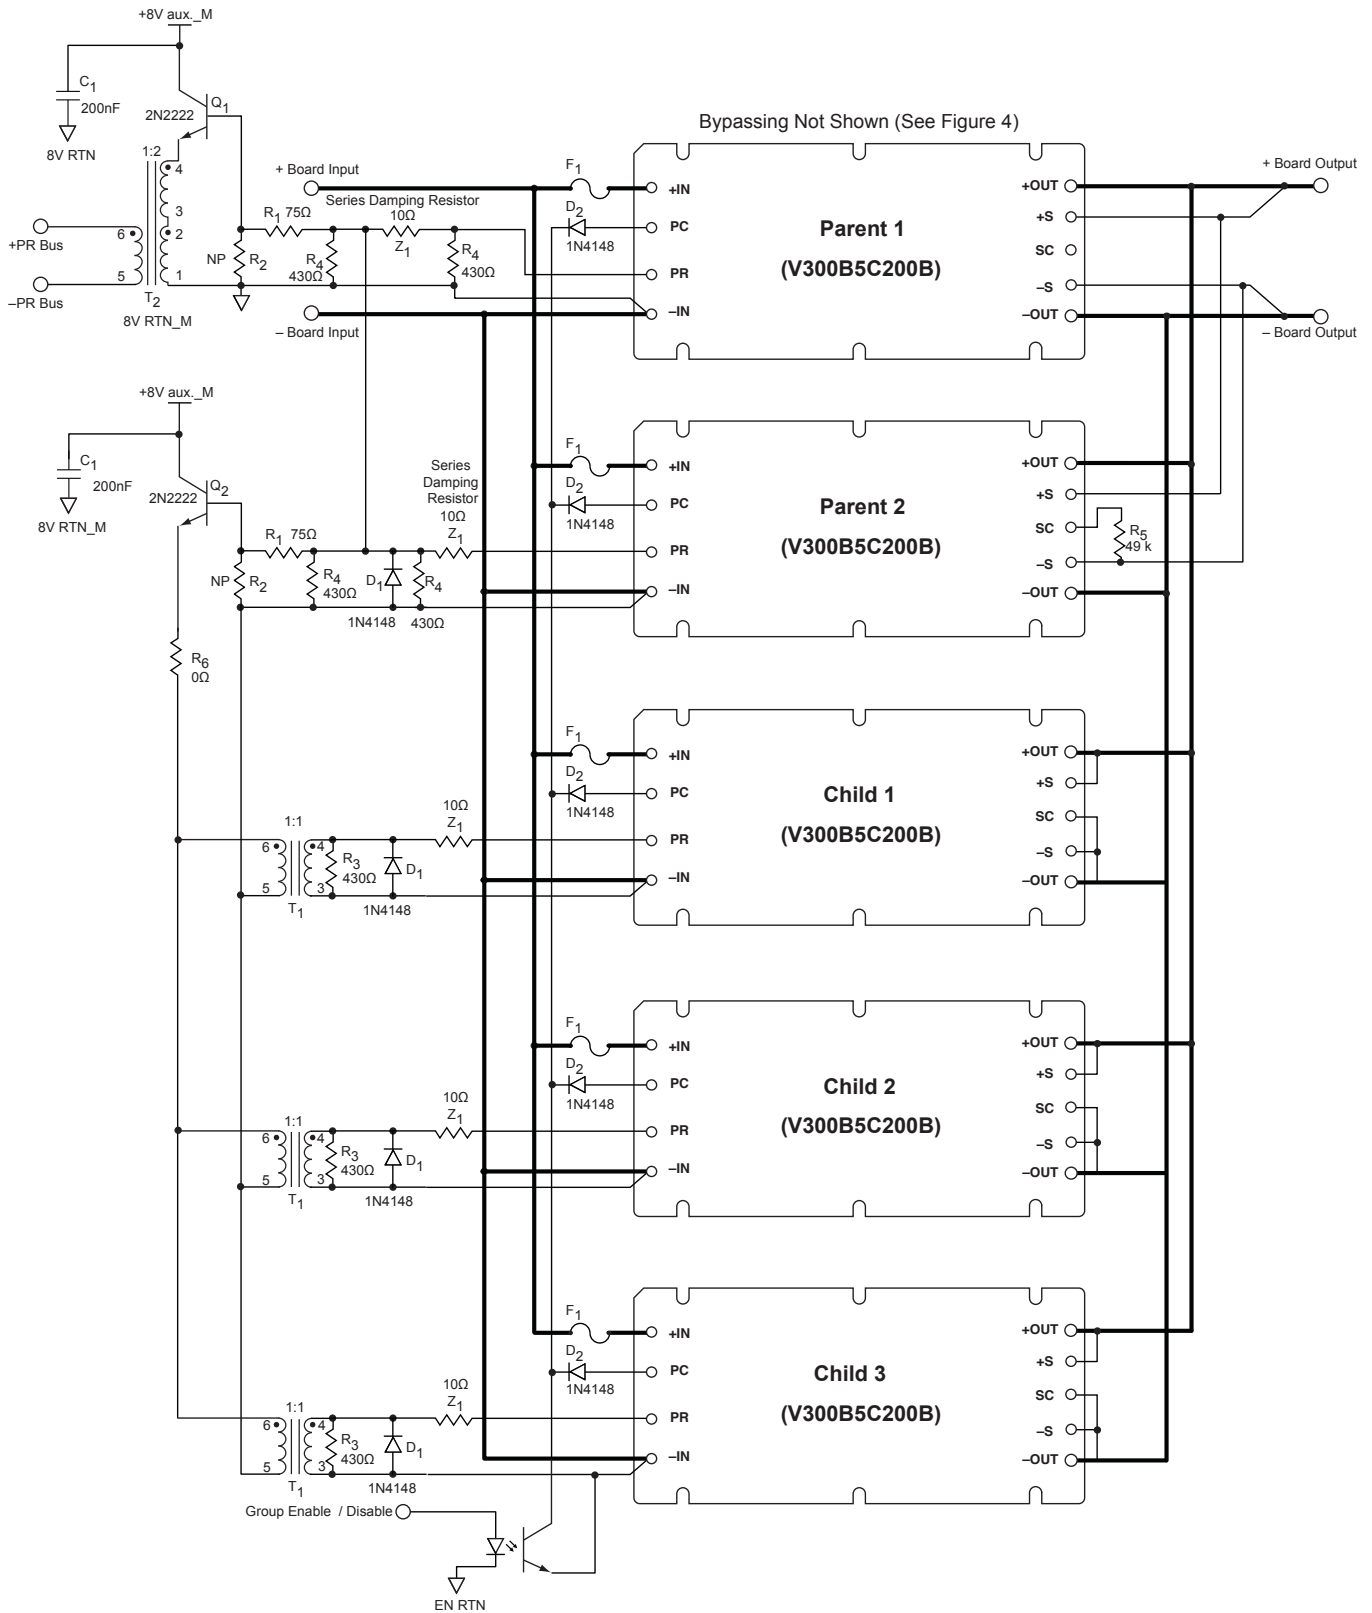 +8V aux._M
C1
200nF
8V RTN
2N2222
Q1
1:2
4
3
2
1
6
5
+PR Bus
–PR Bus
T2
8V RTN_M
NP
R2
R1 75Ω
R4
430Ω
+ Board Input
Series Damping Resistor
10Ω
Z1
R4
430Ω
– Board Input
Bypassing Not Shown (See Figure 4)
F1
D2
1N4148
+IN
PC
PR
–IN
Parent 1
(V300B5C200B)
+OUT
+S
SC
–S
–OUT
+ Board Output
– Board Output
+8V aux._M
C1
200nF
8V RTN_M
2N2222
Q2
NP
R2
R1 75Ω
R4
430Ω
D1
1N4148
R4
430Ω
Series
Damping
Resistor
10Ω
Z1
R6
0Ω
F1
D2
1N4148
+IN
PC
PR
–IN
Parent 2
(V300B5C200B)
+OUT
+S
SC
–S
–OUT
R5
49 k
1:1
6
5
4
3
T1
R3
430Ω
D1
1N4148
10Ω
Z1
F1
D2
1N4148
+IN
PC
PR
–IN
Child 1
(V300B5C200B)
+OUT
+S
SC
–S
–OUT
1:1
6
5
4
3
T1
R3
430Ω
D1
1N4148
10Ω
Z1
F1
D2
1N4148
+IN
PC
PR
–IN
Child 2
(V300B5C200B)
+OUT
+S
SC
–S
–OUT
1:1
6
5
4
3
T1
R3
430Ω
D1
1N4148
10Ω
Z1
F1
D2
1N4148
+IN
PC
PR
–IN
Child 3
(V300B5C200B)
+OUT
+S
SC
–S
–OUT
Group Enable / Disable
EN RTN